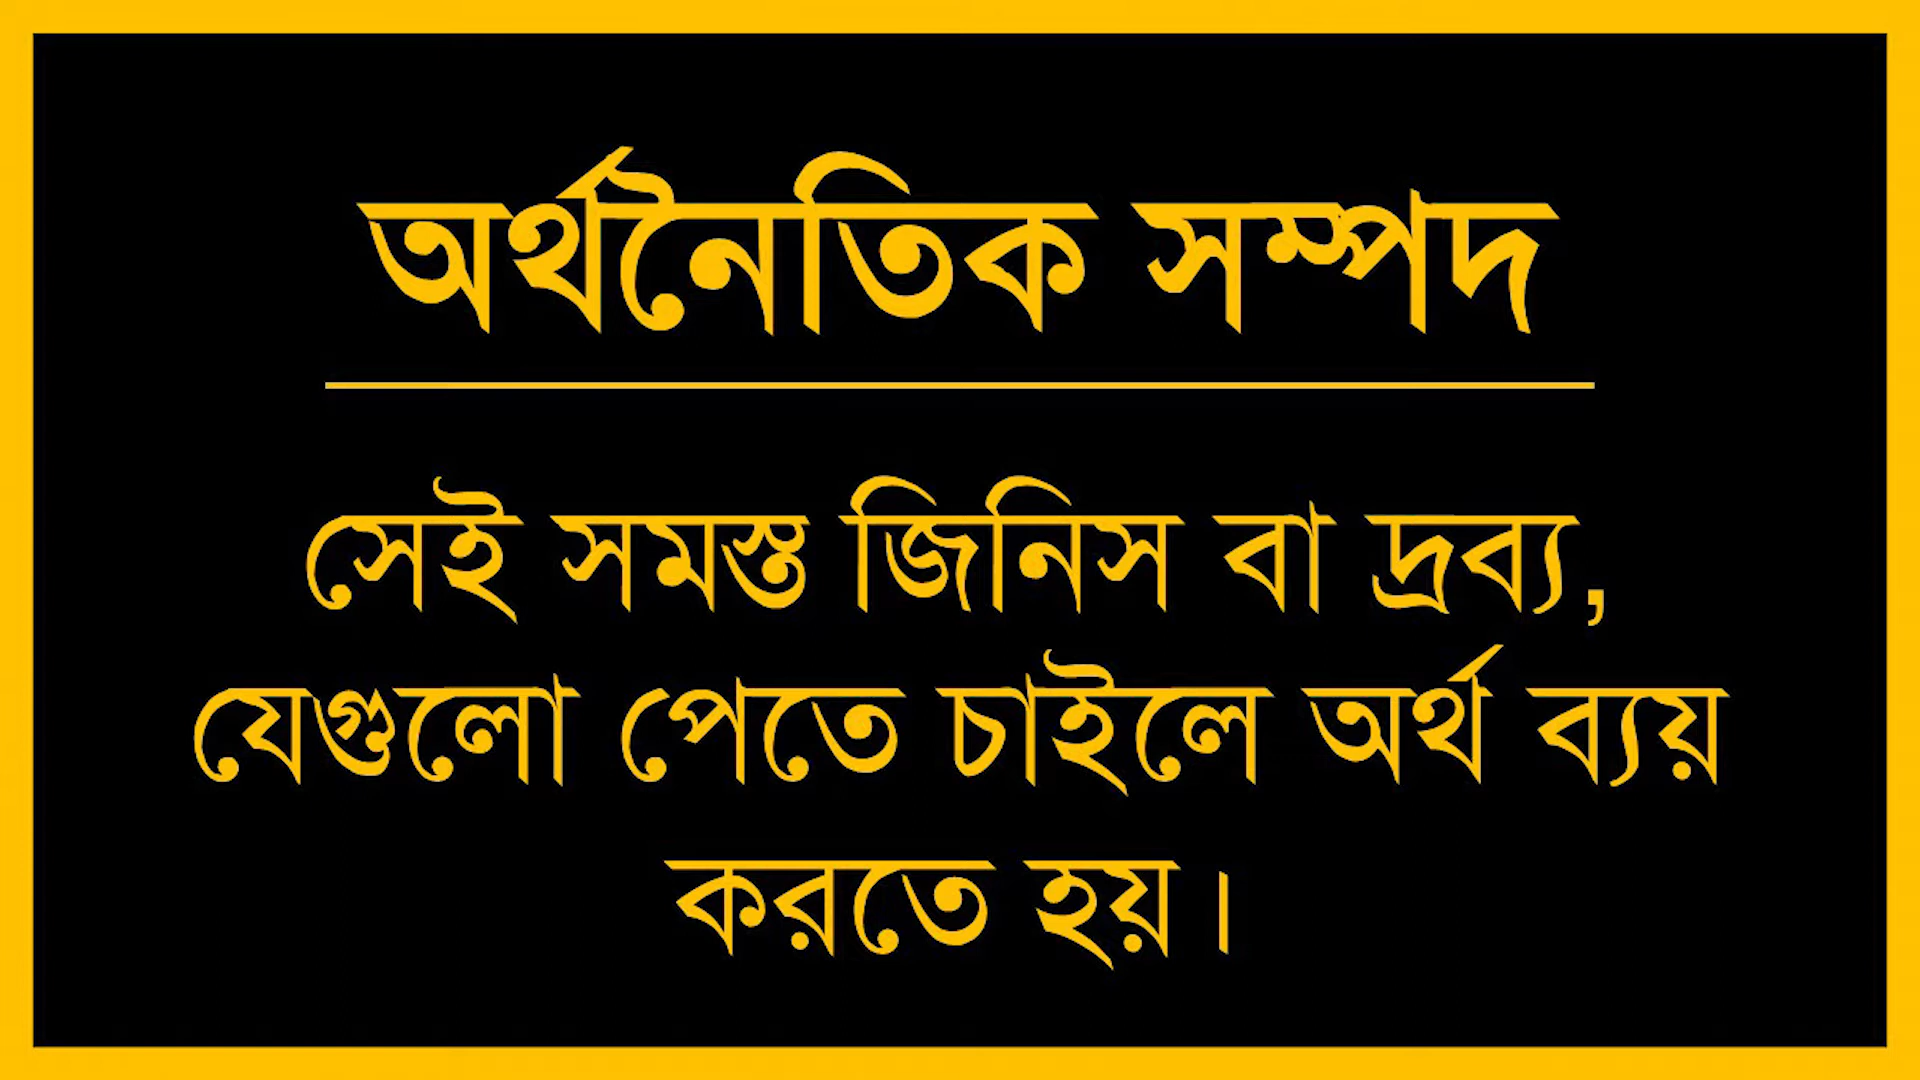 অর্থনৈতিক সম্পদ
সেই সমস্ত জিনিস বা দ্রব্য,
যেগুলো পেতে চাইলে অর্থ ব্যয়
করতে হয়।